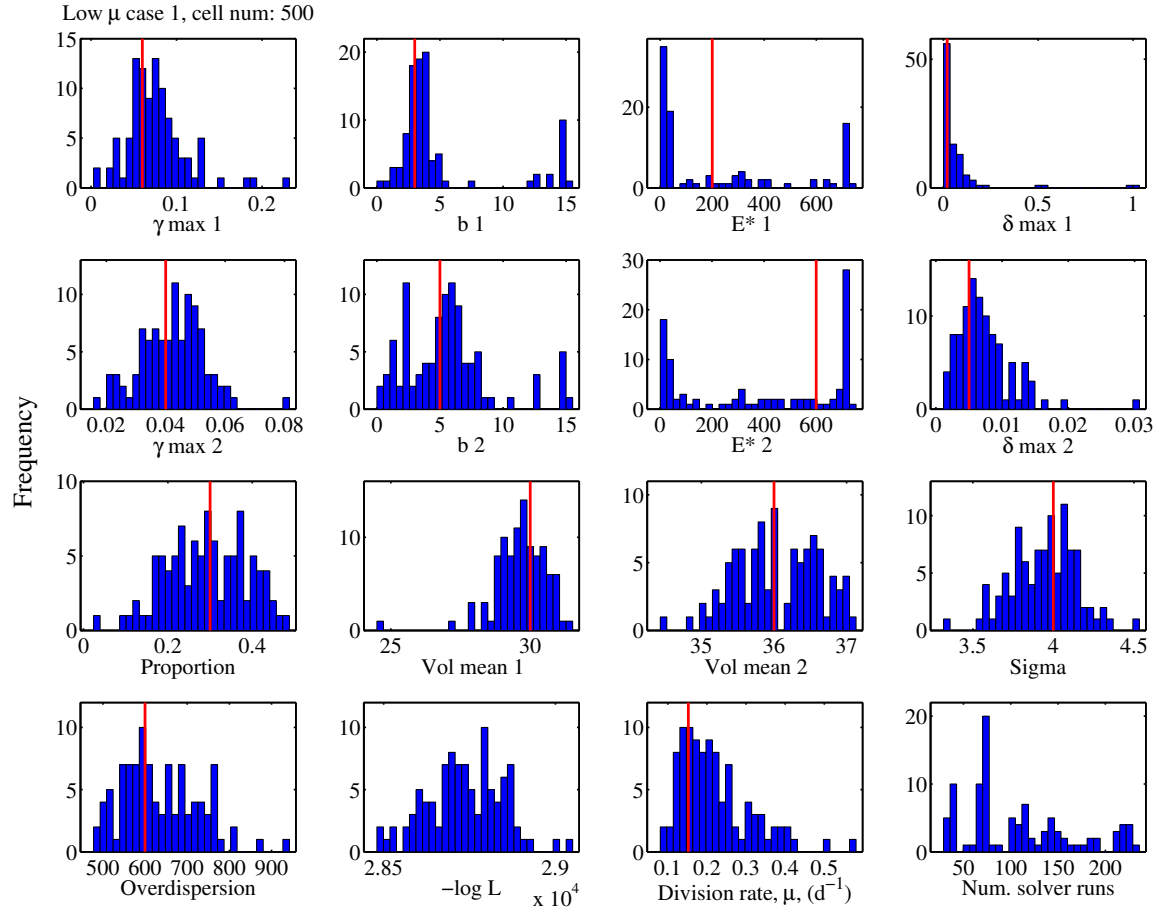 Low μ case 1, cell num: 500
15
10
5
0
0 0.1 0.2
γ max 1
20
10
0
0 5 10 15
b 1
20
0
0 200 400 600
E* 1
50
0
0 0.5 1
δ max 1
Frequency
10
5
0
0.02 0.04 0.06 0.08
γ max 2
10
5
0
0 5 10 15
b 2
30
20
10
0
0 200 400 600
E* 2
10
0
0 0.01 0.02 0.03
δ max 2
10
5
0
0 0.2 0.4
Proportion
10
0
25 30
Vol mean 1
10
5
0
35 36 37
Vol mean 2
10
5
0
3.5 4 4.5
Sigma
10
5
0
500 600 700 800 900
Overdispersion
10
5
0
2.85 2.9
x 10⁴
−log L
10
5
0
0.1 0.2 0.3 0.4 0.5
Division rate, μ, (d⁻¹)
20
10
0
50 100 150 200
Num. solver runs